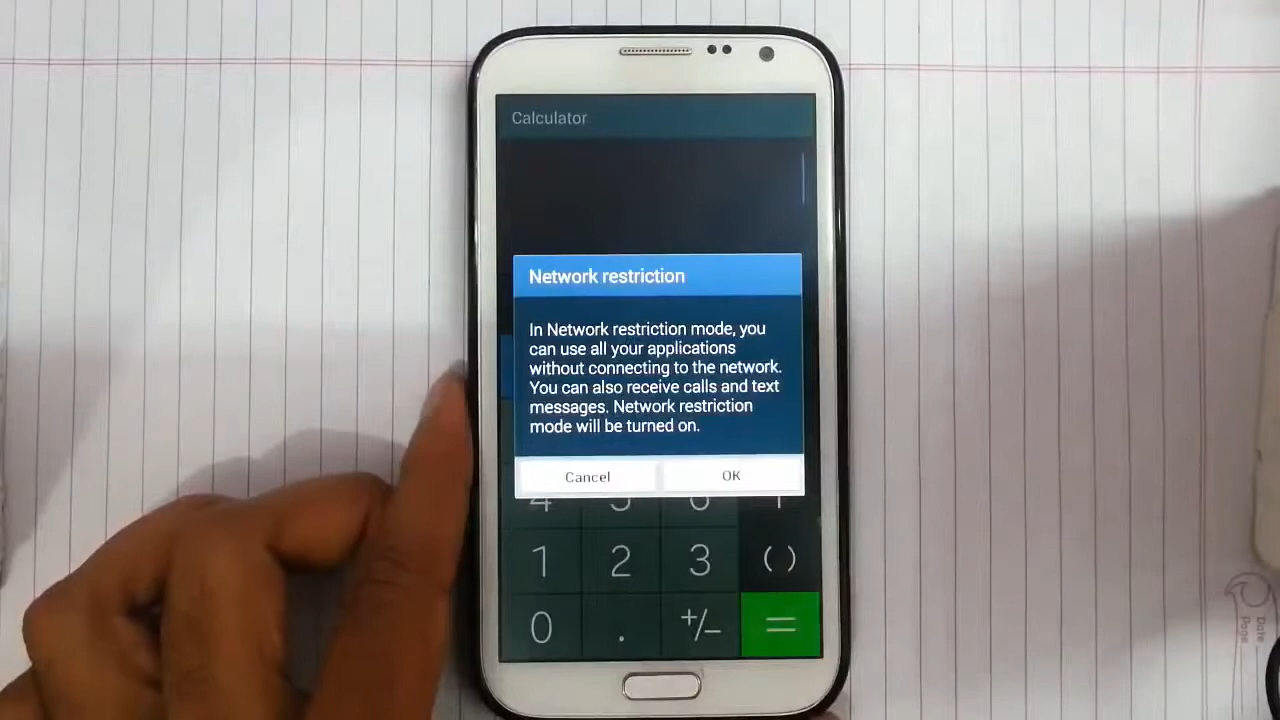 Calculator
Network restriction
In Network restriction mode, you
can use all your applications
without connecting to the network.
You can also receive calls and text
messages. Network restriction
mode will be turned on.
Cancel
OK
1
2
3
()
0
.
+/-
=
Date
Page